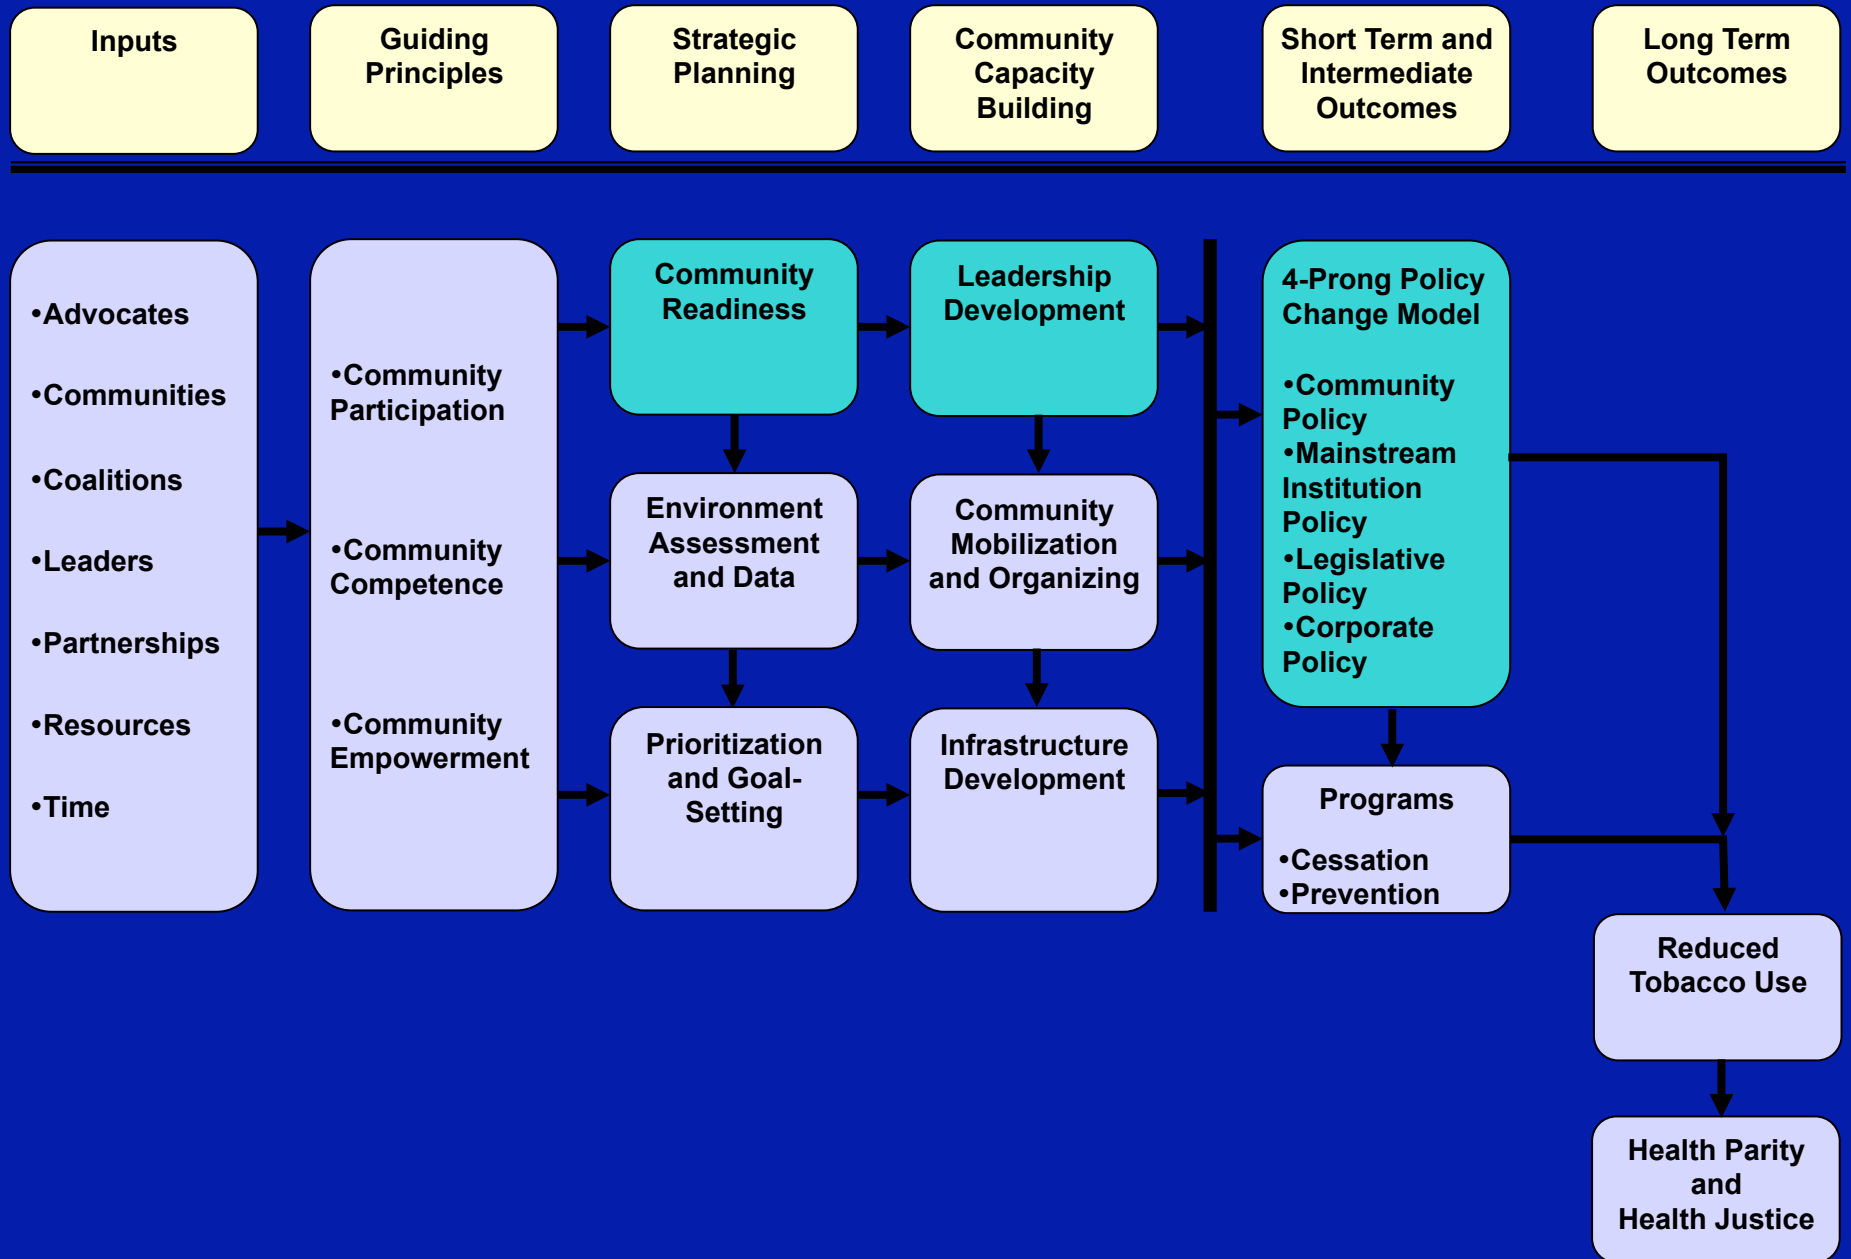 Inputs
Guiding
Principles
Strategic
Planning
Community
Capacity
Building
Short Term and
Intermediate
Outcomes
Long Term
Outcomes
•Advocates
•Communities
•Coalitions
•Leaders
•Partnerships
•Resources
•Time
•Community
Participation
•Community
Competence
•Community
Empowerment
Community
Readiness
Environment
Assessment
and Data
Prioritization
and Goal-
Setting
Leadership
Development
Community
Mobilization
and Organizing
Infrastructure
Development
4-Prong Policy
Change Model
•Community
Policy
•Mainstream
Institution
Policy
•Legislative
Policy
•Corporate
Policy
Programs
•Cessation
•Prevention
Reduced
Tobacco Use
Health Parity
and
Health Justice